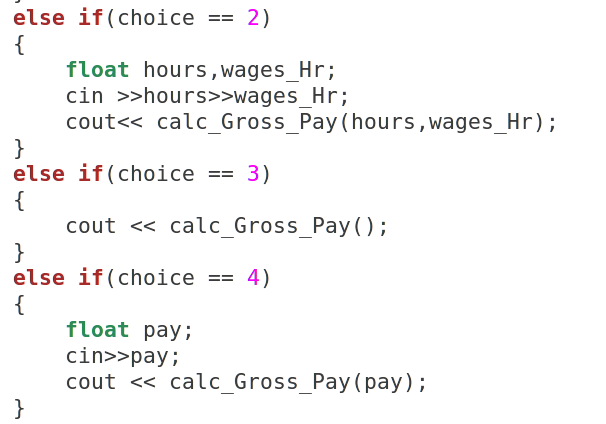 else if(choice == 2)
{
    float hours,wages_Hr;
    cin >>hours>>wages_Hr;
    cout<< calc_Gross_Pay(hours,wages_Hr);
}
else if(choice == 3)
{
    cout << calc_Gross_Pay();
}
else if(choice == 4)
{
    float pay;
    cin>>pay;
    cout << calc_Gross_Pay(pay);
}